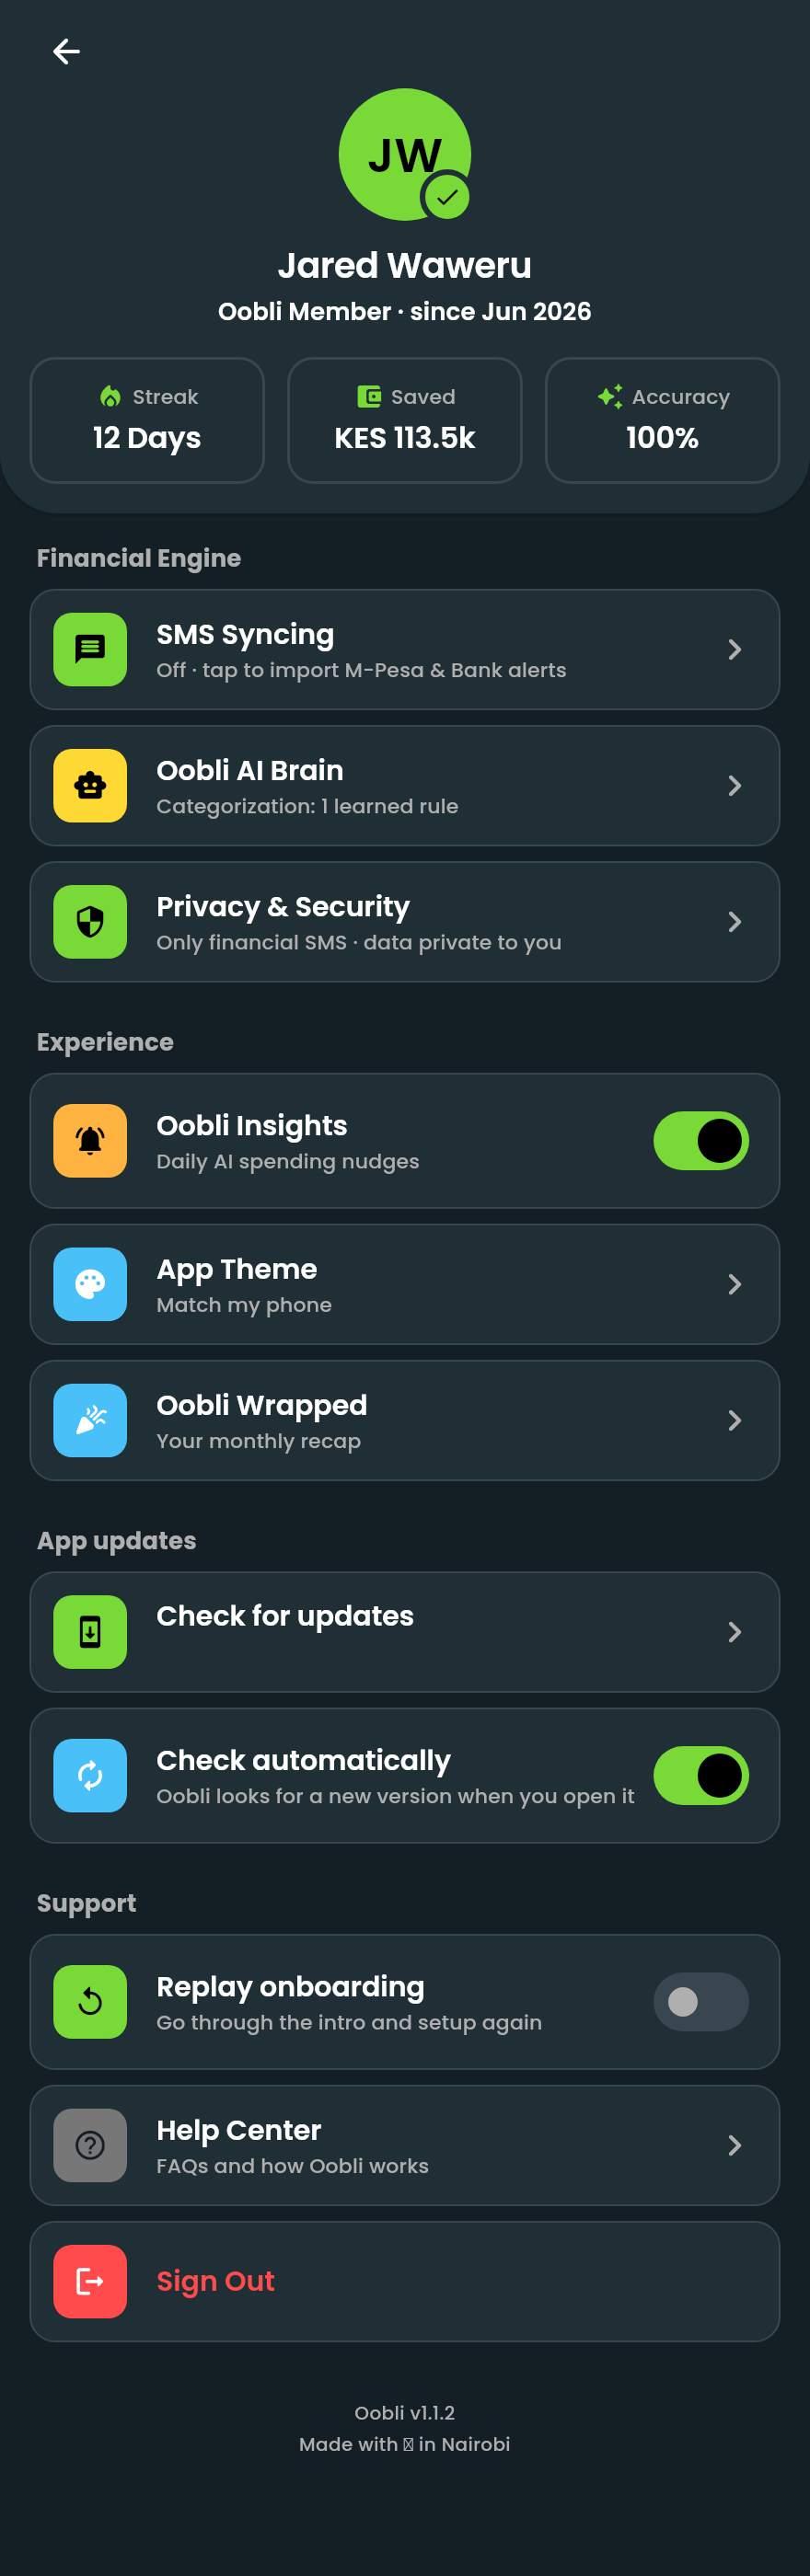 JW
Jared Waweru
Oobli Member · since Jun 2026
Streak
12 Days
Saved
KES 113.5k
Accuracy
100%
Financial Engine
SMS Syncing
Off · tap to import M-Pesa & Bank alerts
Oobli AI Brain
Categorization: 1 learned rule
Privacy & Security
Only financial SMS · data private to you
Experience
Oobli Insights
Daily AI spending nudges
App Theme
Match my phone
Oobli Wrapped
Your monthly recap
App updates
Check for updates
Check automatically
Oobli looks for a new version when you open it
Support
Replay onboarding
Go through the intro and setup again
Help Center
FAQs and how Oobli works
Sign Out
Oobli v1.1.2
Made with in Nairobi